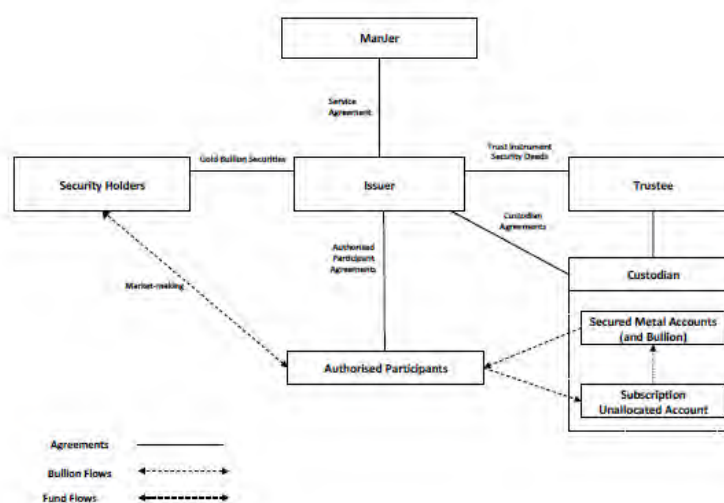 ManJer
Service
Agreement
Gold Bullion Securities
Trust Instrument
Security Deeds
Security Holders
Issuer
Trustee
Custodian
Agreements
Authorised
Participant
Agreements
Custodian
Market-making
Secured Metal Accounts
(and Bullion)
Authorised Participants
Subscription
Unallocated Account
Agreements
Bullion Flows
Fund Flows